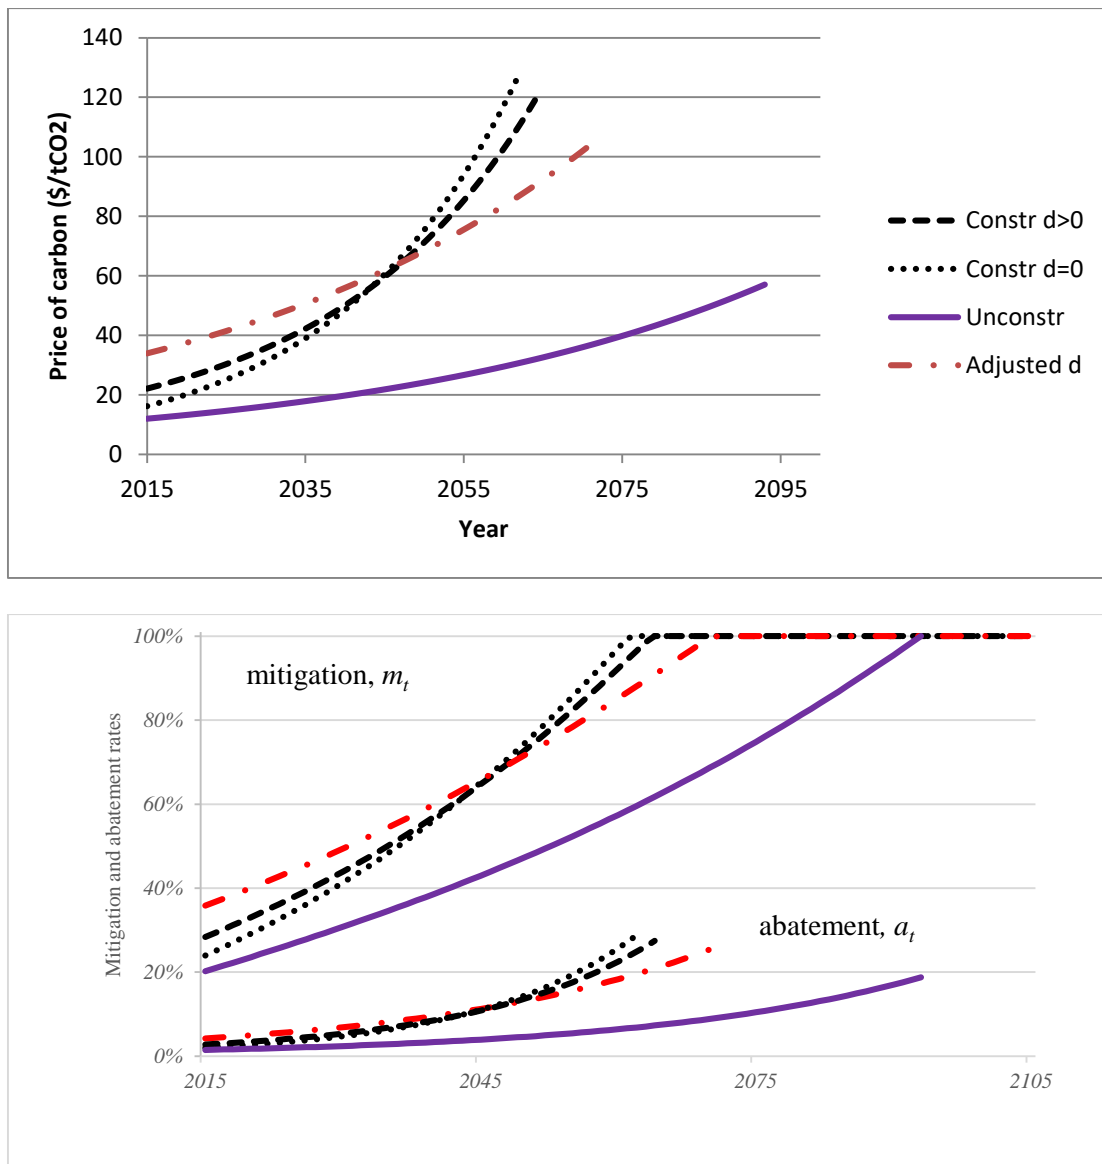 140
120
100
80
60
40
20
0
Price of carbon ($/tCO2)
2015 2035 2055 2075 2095
Year
Constr d>0
Constr d=0
Unconstr
Adjusted d
100%
80%
60%
40%
20%
0%
Mitigation and abatement rates
mitigation, mt
abatement, at
2015 2045 2075 2105